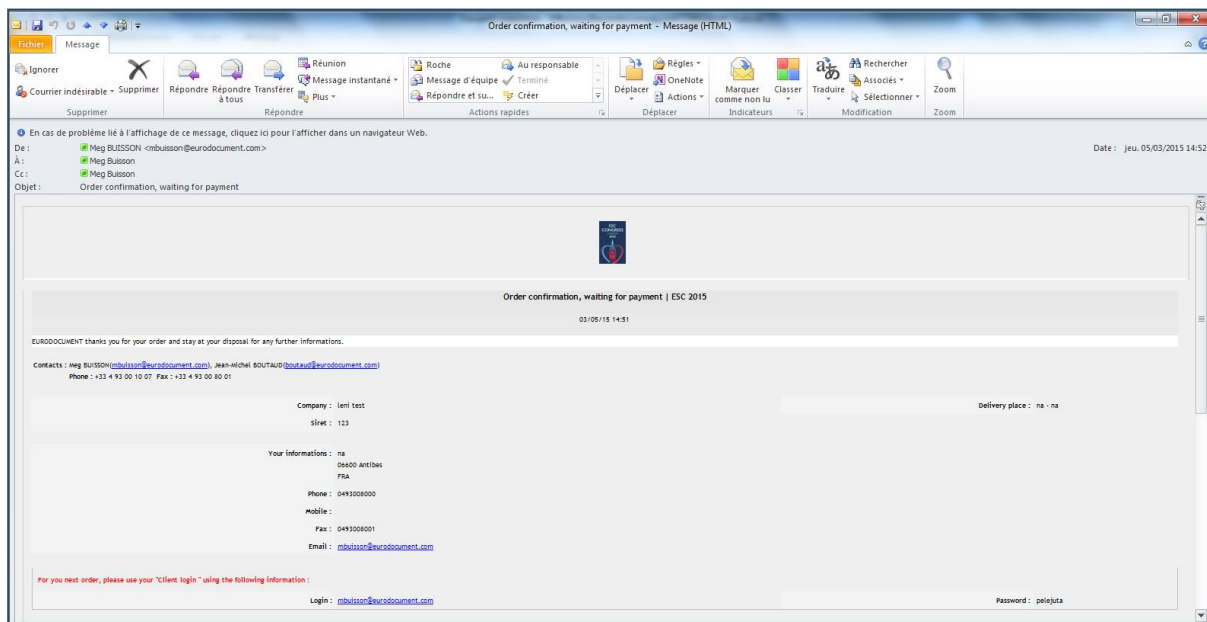 Order confirmation, waiting for payment - Message (HTML)
Fichier Message
Ignorer
Courrier indésirable
Supprimer
Répondre
Répondre à tous
Transférer
Réunion
Message instantané
Plus
Roche
Message d'équipe
Répondre et su...
Au responsable
Terminé
Créer
Déplacer
Règles
OneNote
Actions
Marquer comme non lu
Classer
Traduire
Rechercher
Associés
Sélectionner
Zoom
Supprimer Répondre Actions rapides Déplacer Indicateurs Modification Zoom
En cas de problème lié à l'affichage de ce message, cliquez ici pour l'afficher dans un navigateur Web.
De : Meg BUISSON <mbuisson@eurodocument.com> Date : jeu. 05/03/2015 14:52
À : Meg Buisson
Cc : Meg Buisson
Objet : Order confirmation, waiting for payment
ESC
CONGRESS
Order confirmation, waiting for payment | ESC 2015
03/05/15 14:51
EURODOCUMENT thanks you for your order and stay at your disposal for any further informations.
Contacts : Meg BUISSON(mbuisson@eurodocument.com), Jean-Michel BOUTAUD(boutaud@eurodocument.com)
Phone : +33 4 93 00 10 07 Fax : +33 4 93 00 80 01
Company : leni test Delivery place : na - na
Siret : 123
Your informations : na
06600 Antibes
FRA
Phone : 0493008000
Mobile :
Fax : 0493008001
Email : mbuisson@eurodocument.com
For you next order, please use your "Client login " using the following information :
Login : mbuisson@eurodocument.com Password : pelejuta